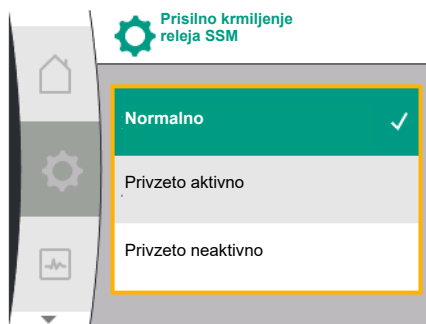 Prisilno krmiljenje
releja SSM
Normalno
Privzeto aktivno
Privzeto neaktivno